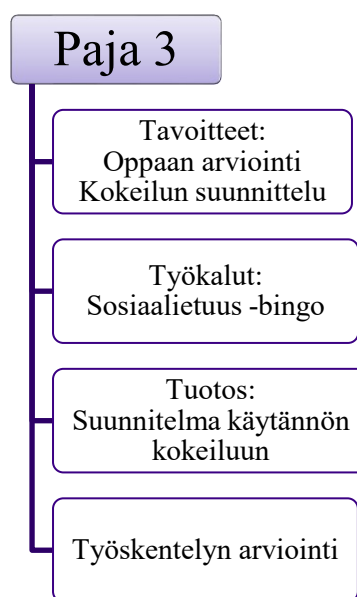 Paja 3
Tavoitteet:
Oppaan arviointi
Kokeilun suunnittelu
Työkalut:
Sosiaalietuus -bingo
Tuotos:
Suunnitelma käytännön
kokeiluun
Työskentelyn arviointi